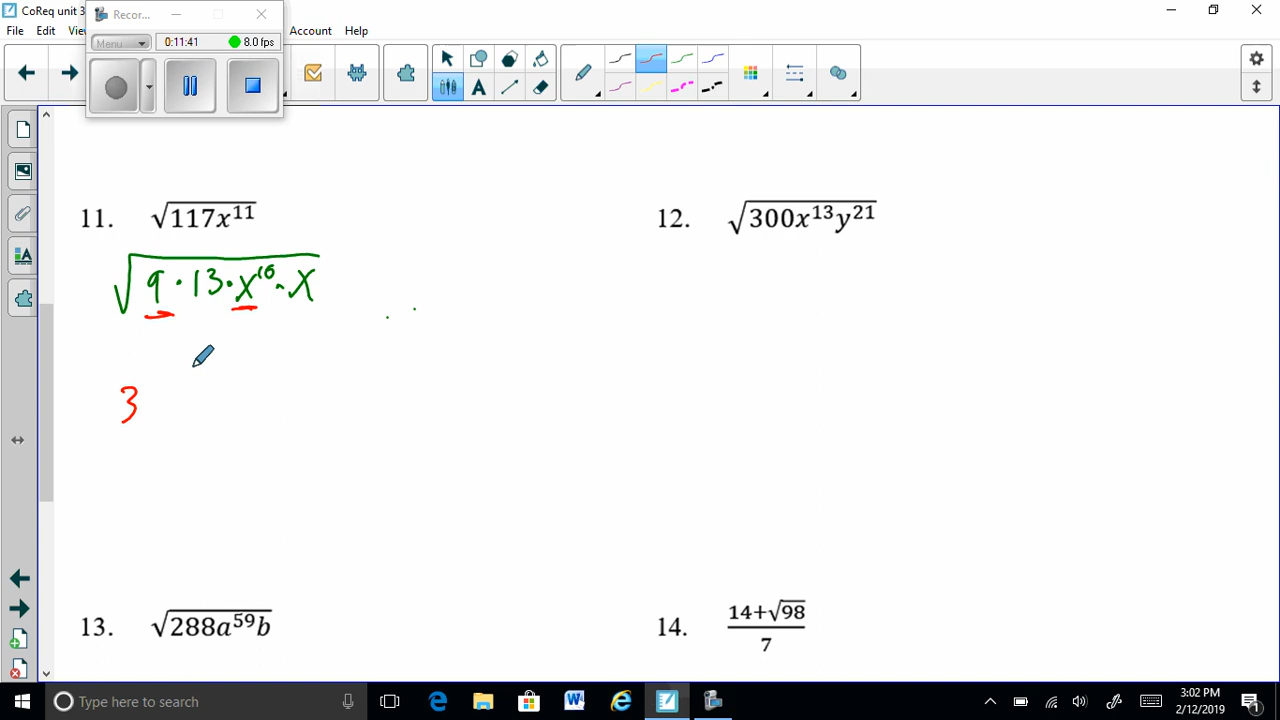 CoReq unit 3
Recor...
File Edit Vie Account Help
Menu 0:11:41 8.0 fps
11. √117x¹¹
12. √300x¹³y²¹
√9 · 13 · x¹⁰ · x
3
13. √288a⁵⁹b
14. 14+√98
7
Type here to search
3:02 PM
2/12/2019